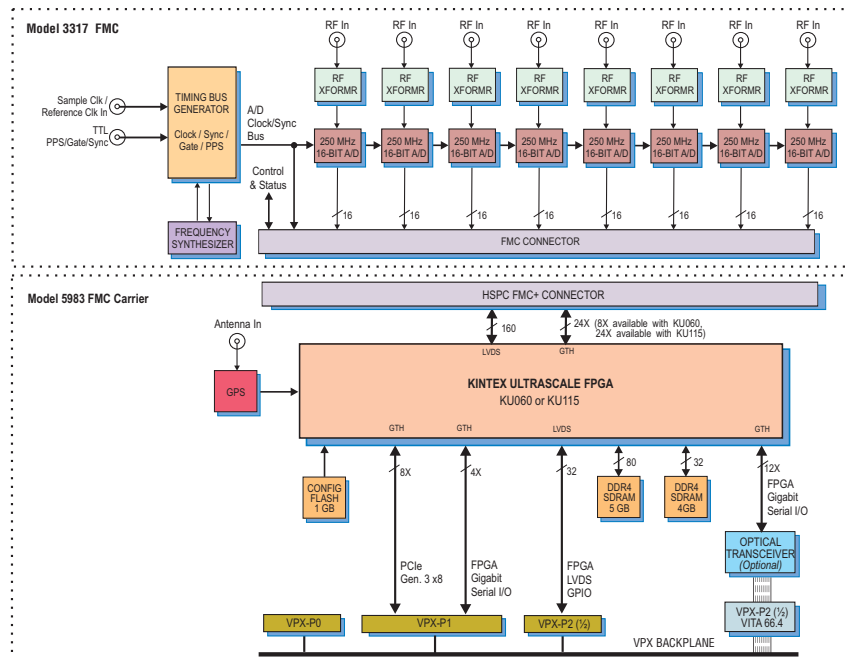 Model 3317 FMC
RF In RF In RF In RF In RF In RF In RF In RF In
RF XFORMR RF XFORMR RF XFORMR RF XFORMR RF XFORMR RF XFORMR RF XFORMR RF XFORMR
Sample Clk /
Reference Clk In
TTL
PPS/Gate/Sync
TIMING BUS
GENERATOR
Clock / Sync /
Gate / PPS
A/D
Clock/Sync
Bus
250 MHz 16-BIT A/D 250 MHz 16-BIT A/D 250 MHz 16-BIT A/D 250 MHz 16-BIT A/D 250 MHz 16-BIT A/D 250 MHz 16-BIT A/D 250 MHz 16-BIT A/D 250 MHz 16-BIT A/D
Control
& Status
16 16 16 16 16 16 16 16
FREQUENCY
SYNTHESIZER
FMC CONNECTOR
Model 5983 FMC Carrier
HSPC FMC+ CONNECTOR
160
24X (8X available with KU060,
24X available with KU115)
LVDS GTH
Antenna In
GPS
KINTEX ULTRASCALE FPGA
KU060 or KU115
GTH GTH LVDS GTH
8X 4X 32 80 32 12X
CONFIG
FLASH
1 GB
DDR4
SDRAM
5 GB
DDR4
SDRAM
4GB
FPGA
Gigabit
Serial I/O
OPTICAL
TRANSCEIVER
(Optional)
PCIe
Gen. 3 x8
FPGA
Gigabit
Serial I/O
FPGA
LVDS
GPIO
VPX-P0
VPX-P1
VPX-P2 (½)
VPX-P2 (½)
VITA 66.4
VPX BACKPLANE